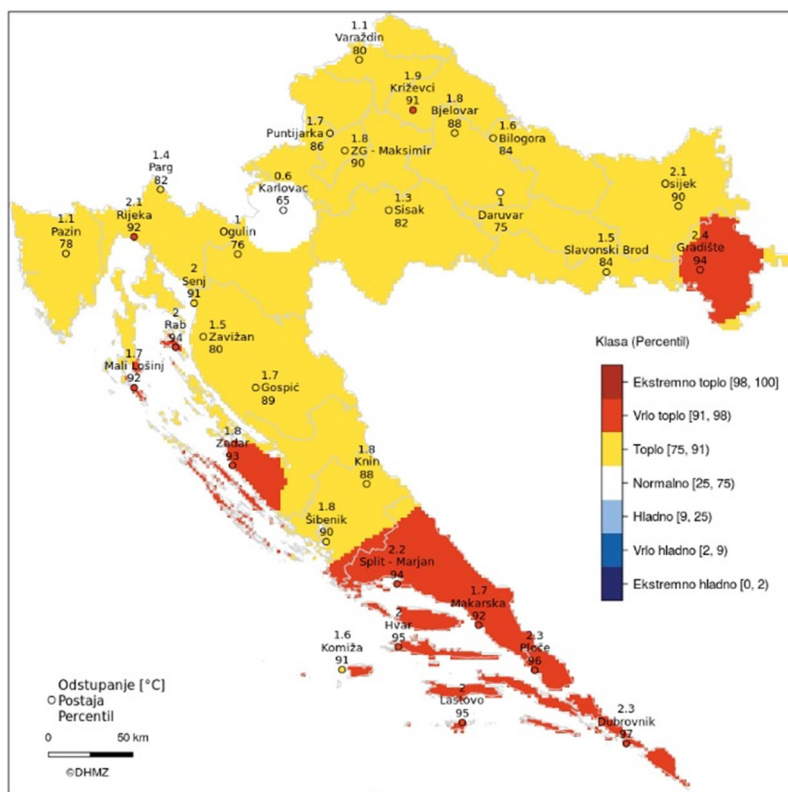 1.1
Varaždin
80
1.9
Križevci
91
1.8
Bjelovar
88
1.6
Bilogora
84
1.7
Puntijarka
86
1.8
ZG - Maksimir
90
1.4
Parg
82
0.6
Karlovac
65
1.3
Sisak
82
1
Daruvar
75
2.1
Osijek
90
1.1
Pazin
78
2.1
Rijeka
92
1
Ogulin
76
1.5
Slavonski Brod
84
2.4
Gradište
94
2
Senj
91
2
Rab
94
1.5
Zavižan
80
1.7
Mali Lošinj
92
1.7
Gospić
89
1.8
Zadar
93
1.8
Knin
88
1.8
Šibenik
90
2.2
Split - Marjan
94
1.7
Makarska
92
2
Hvar
95
1.6
Komiža
91
2.3
Ploče
96
2
Lastovo
95
2.3
Dubrovnik
97
Klasa (Percentil)
Ekstremno toplo [98, 100]
Vrlo toplo [91, 98)
Toplo [75, 91)
Normalno [25, 75)
Hladno [9, 25)
Vrlo hladno [2, 9)
Ekstremno hladno [0, 2)
Odstupanje [°C]
Postaja
Percentil
0 50 km
©DHMZ